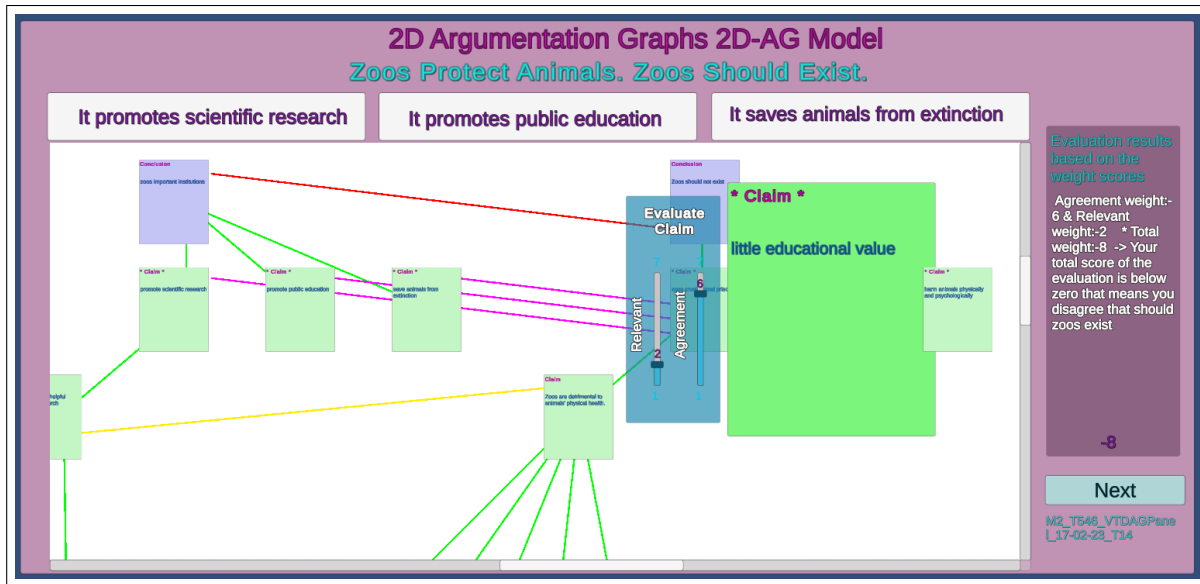 2D Argumentation Graphs 2D-AG Model
Zoos Protect Animals. Zoos Should Exist.
It promotes scientific research
It promotes public education
It saves animals from extinction
Conclusion
zoos important institutions
Conclusion
Zoos should not exist
* Claim *
promote scientific research
* Claim *
promote public education
* Claim *
save animals from
extinction
* Claim *
harm animals physically
and psychologically
helpful
Claim
Zoos are detrimental to
animals' physical health.
Evaluate
Claim
Relevant
7
2
1
Agreement
7
6
1
* Claim *
little educational value
Evaluation results
based on the
weight scores
Agreement weight:-
6 & Relevant
weight:-2 * Total
weight:-8 -> Your
total score of the
evaluation is below
zero that means you
disagree that should
zoos exist
-8
Next
M2_T546_VTDAGPane
l_17-02-23_T14